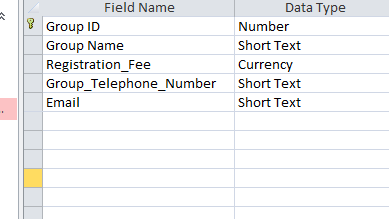 Field Name Data Type
Group ID Number
Group Name Short Text
Registration_Fee Currency
Group_Telephone_Number Short Text
Email Short Text